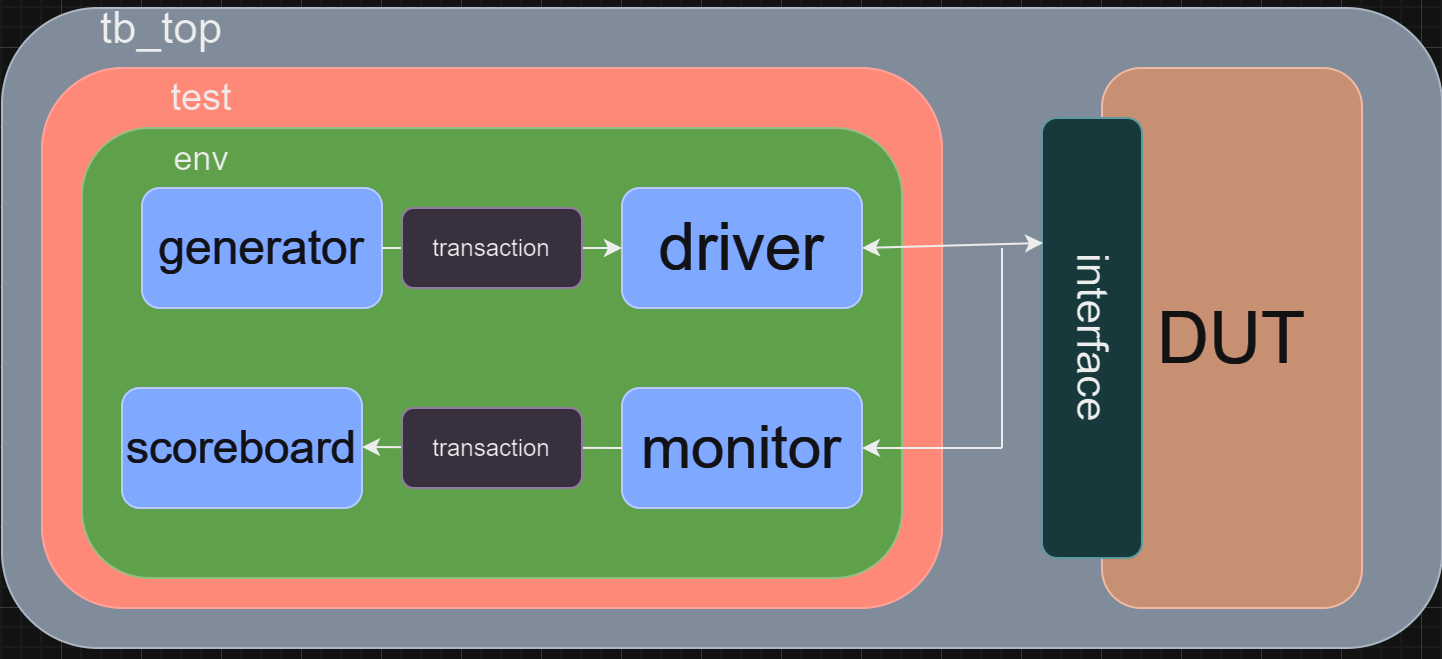 tb_top
test
env
generator
transaction
driver
interface
DUT
scoreboard
transaction
monitor